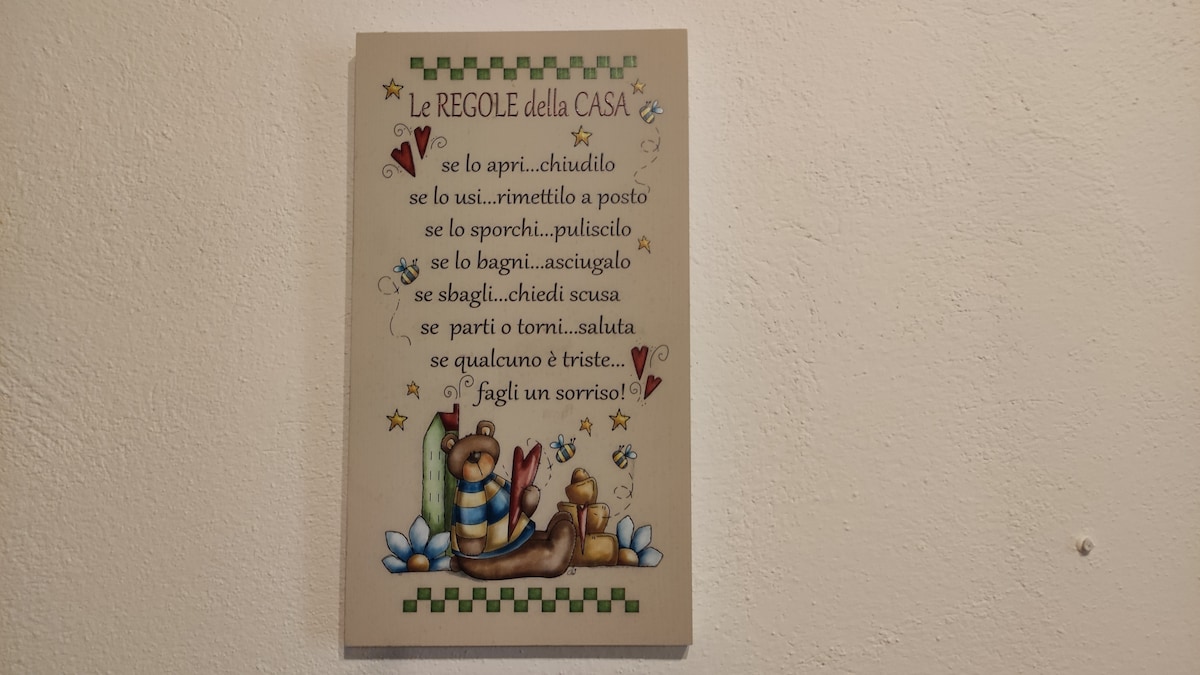 Le REGOLE della CASA
se lo apri...chiudilo
se lo usi...rimettilo a posto
se lo sporchi...puliscilo
se lo bagni...asciugalo
se sbagli...chiedi scusa
se parti o torni...saluta
se qualcuno è triste...
fagli un sorriso!